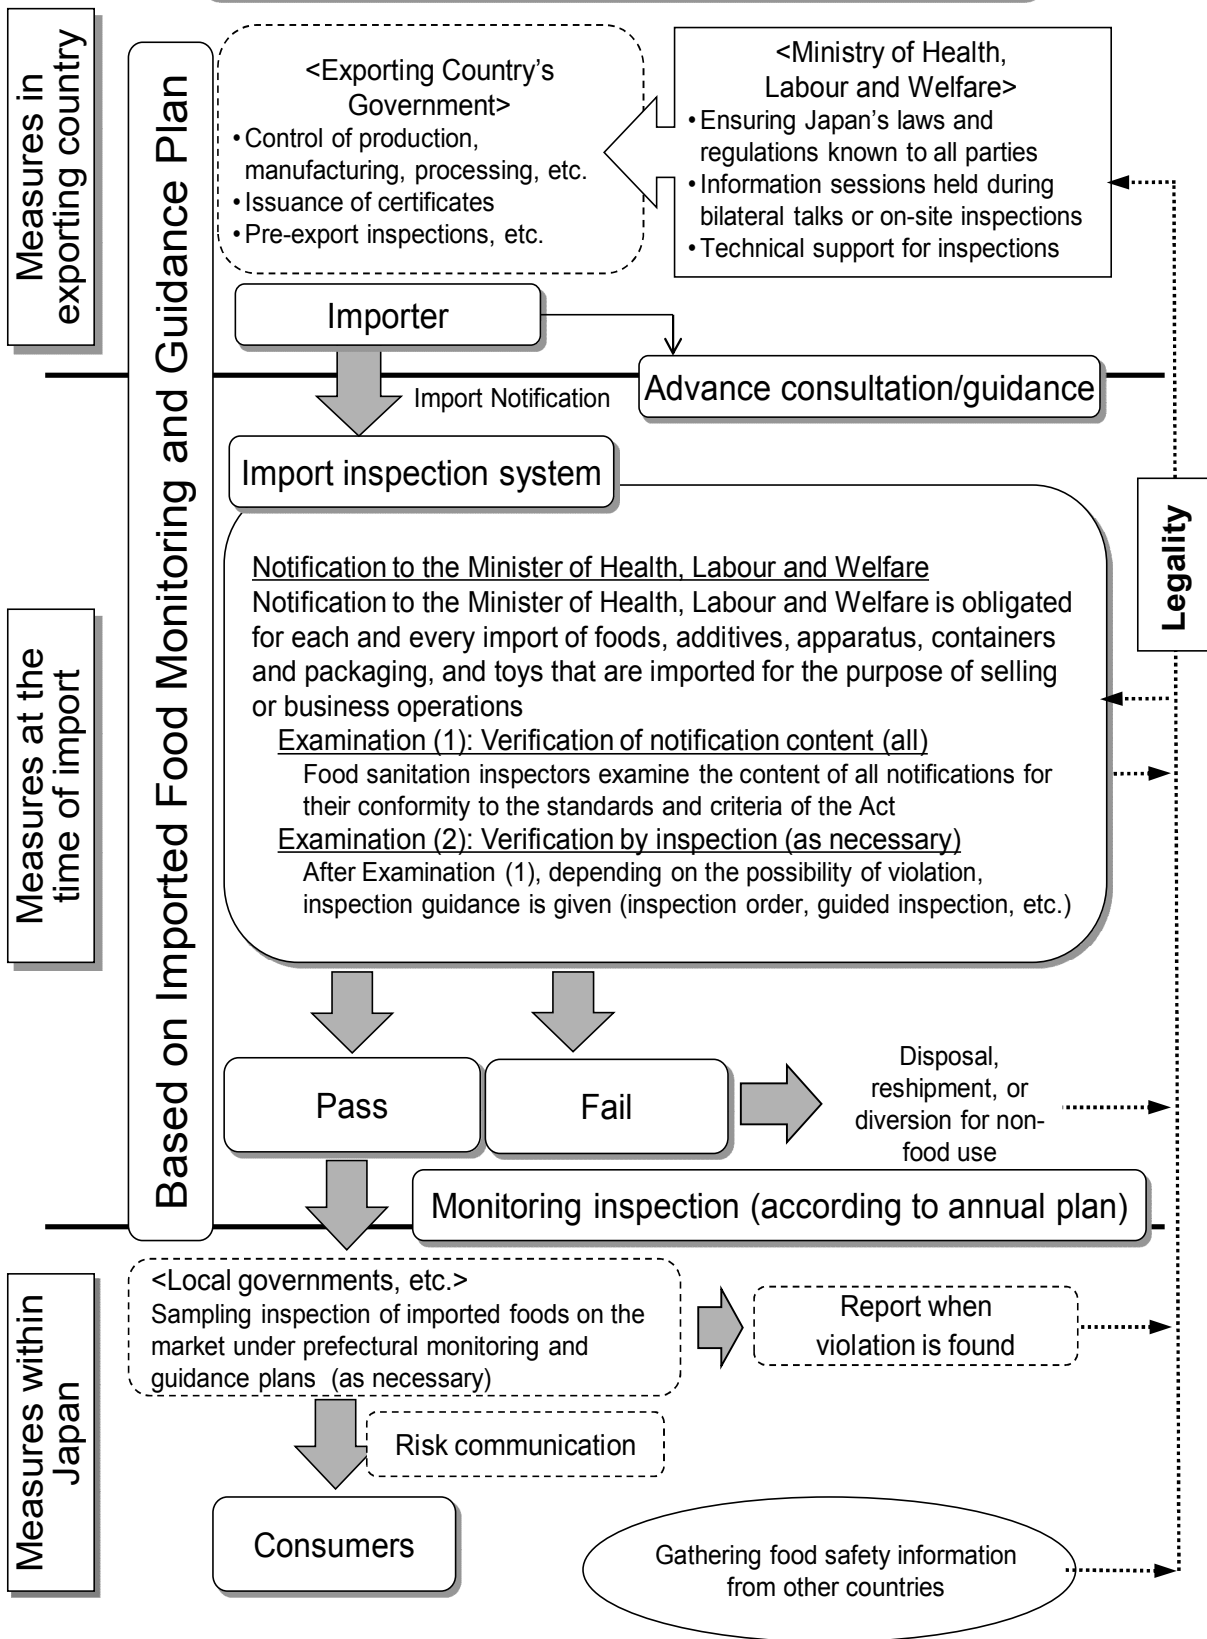 Measures in
exporting country
Based on Imported Food Monitoring and Guidance Plan
<Exporting Country's
Government>
•Control of production,
manufacturing, processing, etc.
•Issuance of certificates
•Pre-export inspections, etc.
<Ministry of Health,
Labour and Welfare>
•Ensuring Japan's laws and
regulations known to all parties
•Information sessions held during
bilateral talks or on-site inspections
•Technical support for inspections
Importer
Advance consultation/guidance
Import Notification
Import inspection system
Legality
Measures at the
time of import
Notification to the Minister of Health, Labour and Welfare
Notification to the Minister of Health, Labour and Welfare is obligated
for each and every import of foods, additives, apparatus, containers
and packaging, and toys that are imported for the purpose of selling
or business operations
Examination (1): Verification of notification content (all)
Food sanitation inspectors examine the content of all notifications for
their conformity to the standards and criteria of the Act
Examination (2): Verification by inspection (as necessary)
After Examination (1), depending on the possibility of violation,
inspection guidance is given (inspection order, guided inspection, etc.)
Pass
Fail
Disposal,
reshipment, or
diversion for non-
food use
Monitoring inspection (according to annual plan)
Measures within
Japan
<Local governments, etc.>
Sampling inspection of imported foods on the
market under prefectural monitoring and
guidance plans (as necessary)
Report when
violation is found
Risk communication
Consumers
Gathering food safety information
from other countries